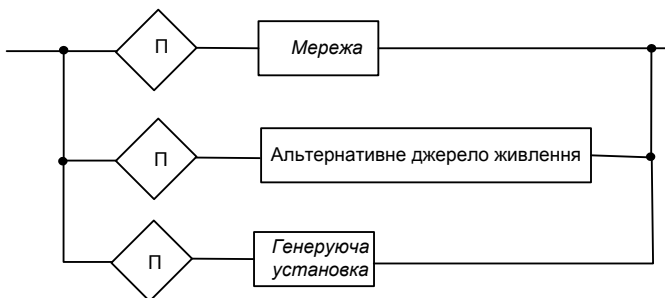 П
Мережа
П
Альтернативне джерело живлення
П
Генеруюча
установка